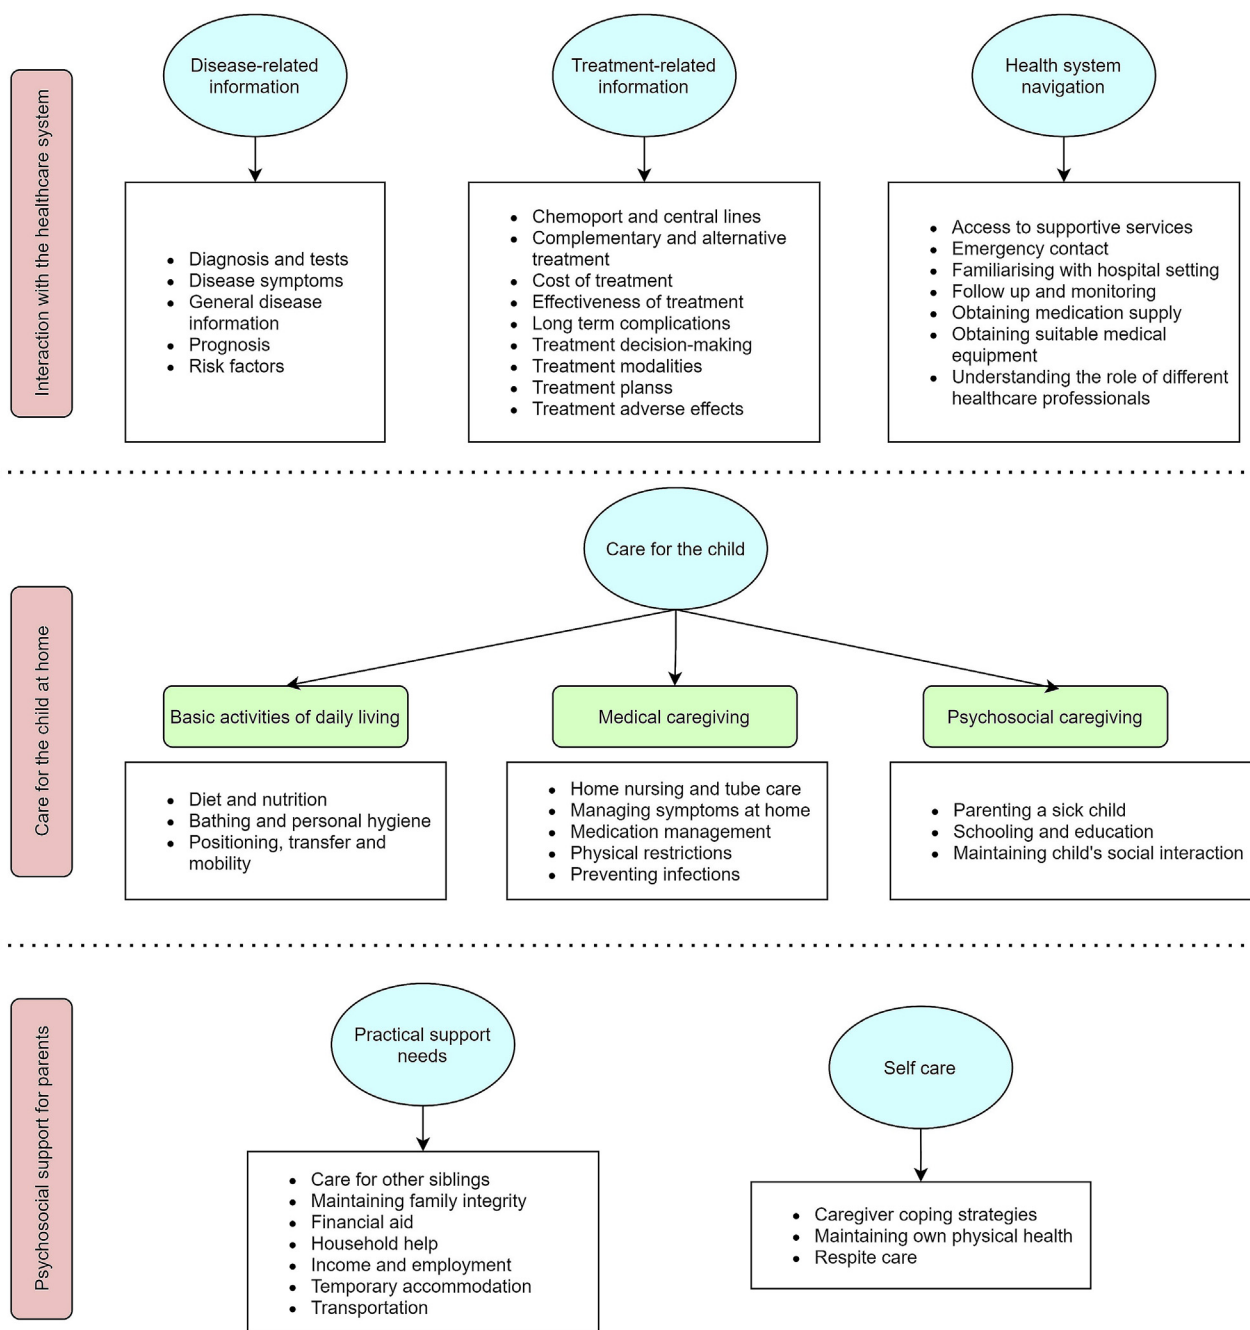 Interaction with the healthcare system
Disease-related
information
Treatment-related
information
Health system
navigation
• Diagnosis and tests
• Disease symptoms
• General disease
information
• Prognosis
• Risk factors
• Chemoport and central lines
• Complementary and alternative
treatment
• Cost of treatment
• Effectiveness of treatment
• Long term complications
• Treatment decision-making
• Treatment modalities
• Treatment planss
• Treatment adverse effects
• Access to supportive services
• Emergency contact
• Familiarising with hospital setting
• Follow up and monitoring
• Obtaining medication supply
• Obtaining suitable medical
equipment
• Understanding the role of different
healthcare professionals
Care for the child at home
Care for the child
Basic activities of daily living
Medical caregiving
Psychosocial caregiving
• Diet and nutrition
• Bathing and personal hygiene
• Positioning, transfer and
mobility
• Home nursing and tube care
• Managing symptoms at home
• Medication management
• Physical restrictions
• Preventing infections
• Parenting a sick child
• Schooling and education
• Maintaining child's social interaction
Psychosocial support for parents
Practical support
needs
Self care
• Care for other siblings
• Maintaining family integrity
• Financial aid
• Household help
• Income and employment
• Temporary accommodation
• Transportation
• Caregiver coping strategies
• Maintaining own physical health
• Respite care